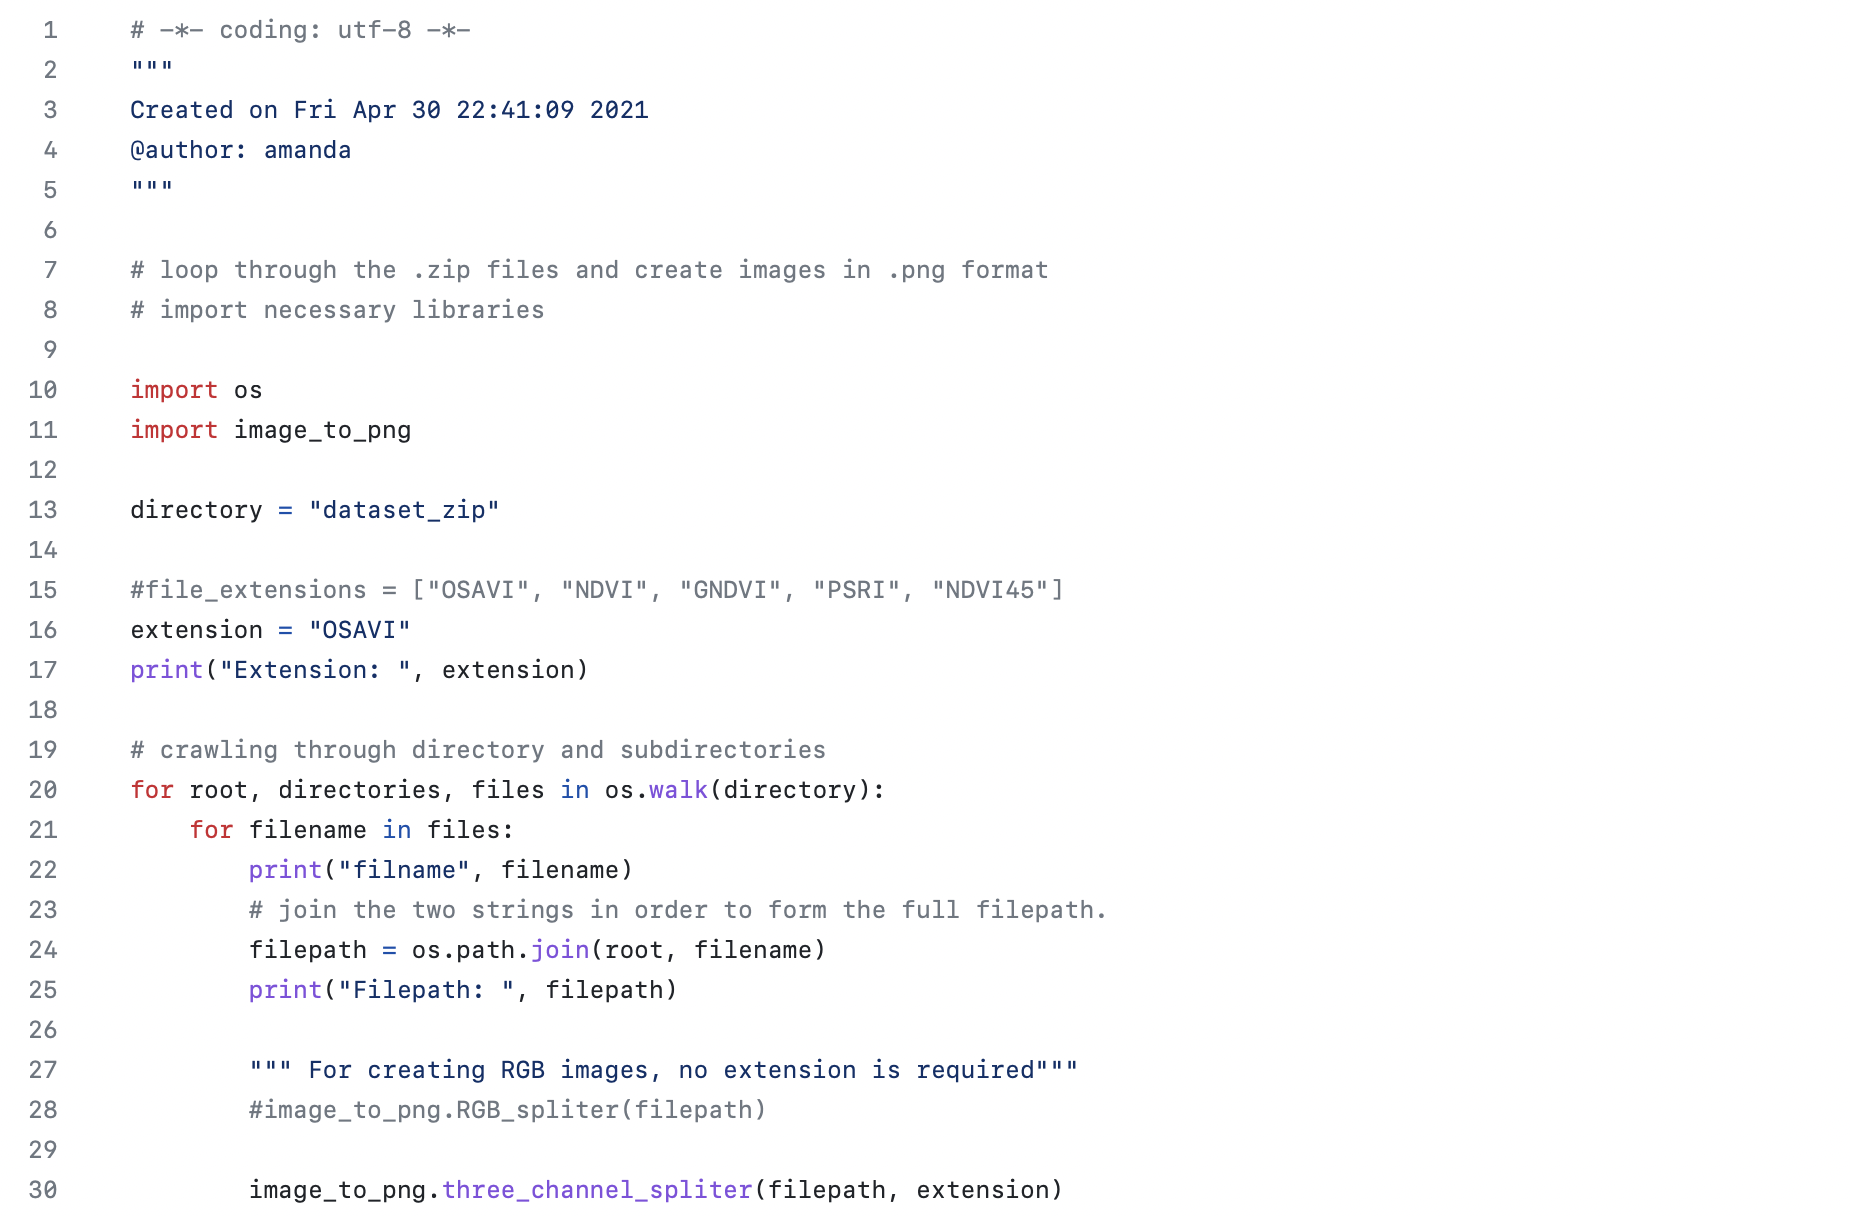 1 # -*- coding: utf-8 -*-
2 """
3 Created on Fri Apr 30 22:41:09 2021
4 @author: amanda
5 """
6
7 # loop through the .zip files and create images in .png format
8 # import necessary libraries
9
10 import os
11 import image_to_png
12
13 directory = "dataset_zip"
14
15 #file_extensions = ["OSAVI", "NDVI", "GNDVI", "PSRI", "NDVI45"]
16 extension = "OSAVI"
17 print("Extension: ", extension)
18
19 # crawling through directory and subdirectories
20 for root, directories, files in os.walk(directory):
21     for filename in files:
22         print("filname", filename)
23         # join the two strings in order to form the full filepath.
24         filepath = os.path.join(root, filename)
25         print("Filepath: ", filepath)
26
27         """ For creating RGB images, no extension is required"""
28         #image_to_png.RGB_spliter(filepath)
29
30         image_to_png.three_channel_spliter(filepath, extension)